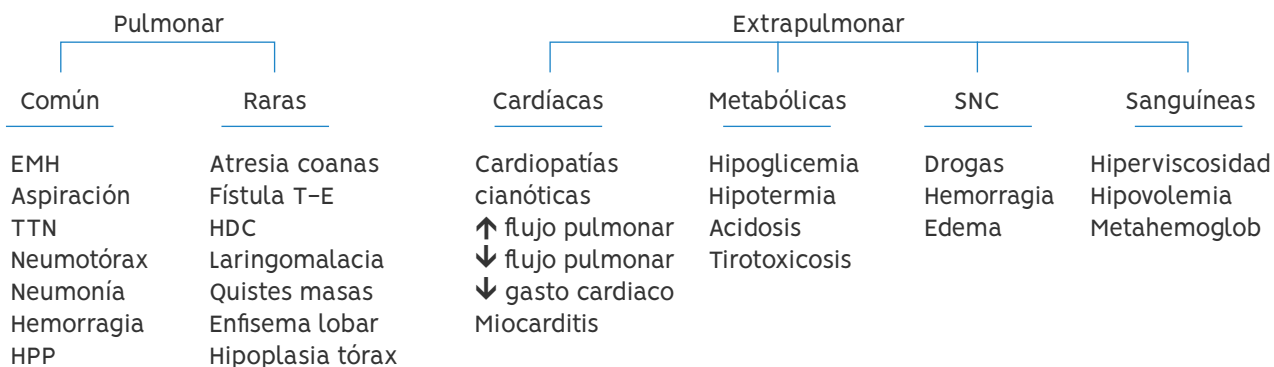 Pulmonar
Extrapulmonar
Común
Raras
Cardíacas
Metabólicas
SNC
Sanguíneas
EMH
Aspiración
TTN
Neumotórax
Neumonía
Hemorragia
HPP
Atresia coanas
Fístula T-E
HDC
Laringomalacia
Quistes masas
Enfisema lobar
Hipoplasia tórax
Cardiopatías
cianóticas
↑ flujo pulmonar
↓ flujo pulmonar
↓ gasto cardiaco
Miocarditis
Hipoglicemia
Hipotermia
Acidosis
Tirotoxicosis
Drogas
Hemorragia
Edema
Hiperviscosidad
Hipovolemia
Metahemoglob